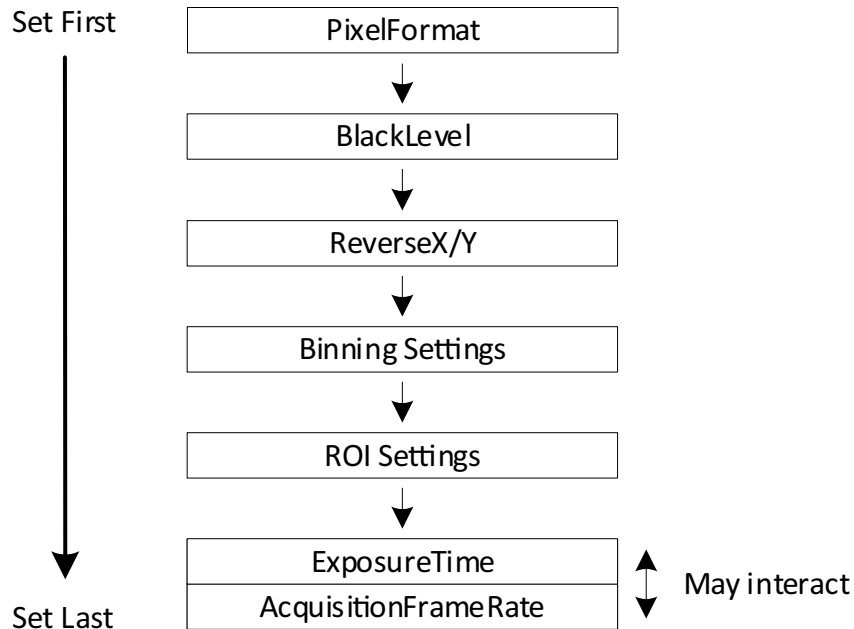 Set First
PixelFormat
BlackLevel
ReverseX/Y
Binning Settings
ROI Settings
ExposureTime
May interact
AcquisitionFrameRate
Set Last